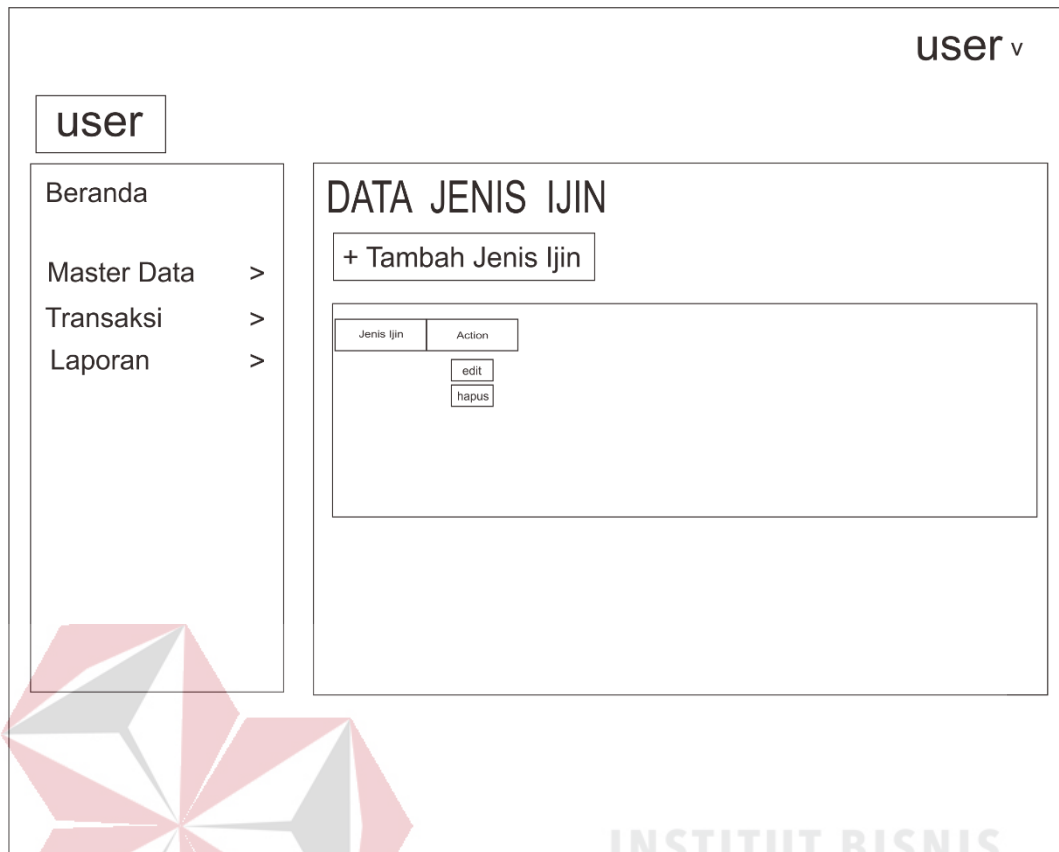 user v
user
Beranda
Master Data >
Transaksi >
Laporan >
DATA JENIS IJIN
+ Tambah Jenis Ijin
Jenis Ijin Action
edit
hapus
INSTITUT BISNIS